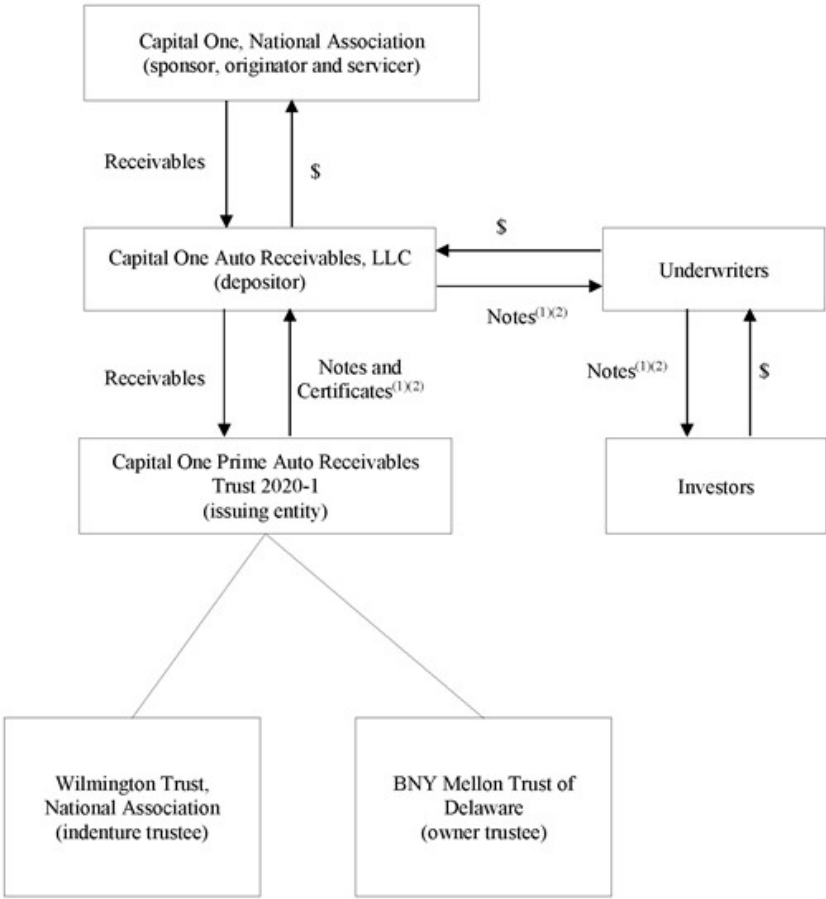 Capital One, National Association
(sponsor, originator and servicer)
Receivables
$
Capital One Auto Receivables, LLC
(depositor)
$
Underwriters
Notes(1)(2)
Receivables
Notes and
Certificates(1)(2)
Notes(1)(2)
$
Capital One Prime Auto Receivables
Trust 2020-1
(issuing entity)
Investors
Wilmington Trust,
National Association
(indenture trustee)
BNY Mellon Trust of
Delaware
(owner trustee)